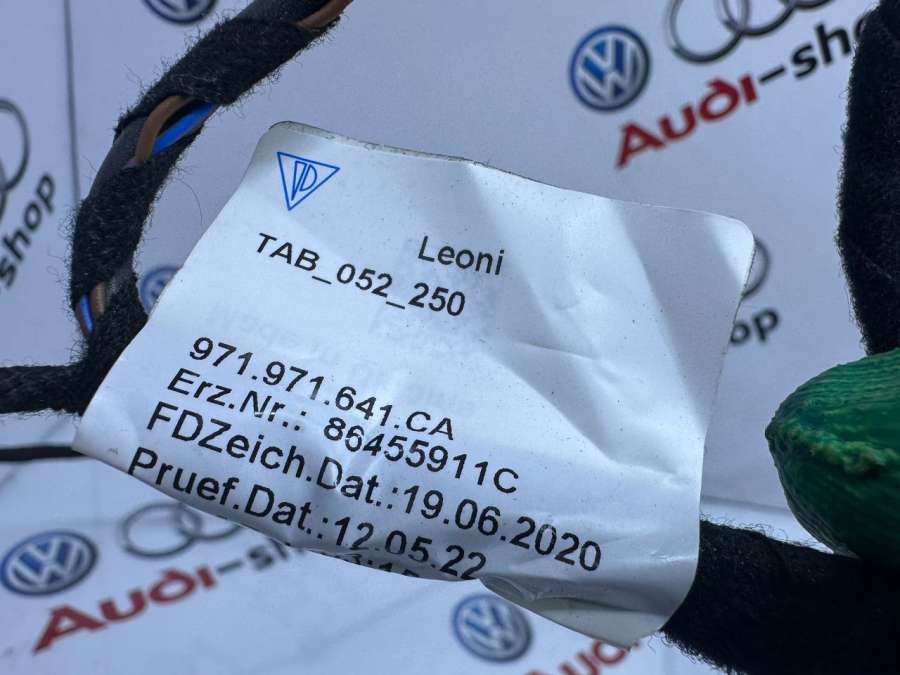 Audi-shop
Leoni
TAB_052_250
971.971.641.CA
Erz.Nr.: 86455911C
FDZeich.Dat.:19.06.2020
Pruef.Dat.:12.05.22
shop
Audi-shop